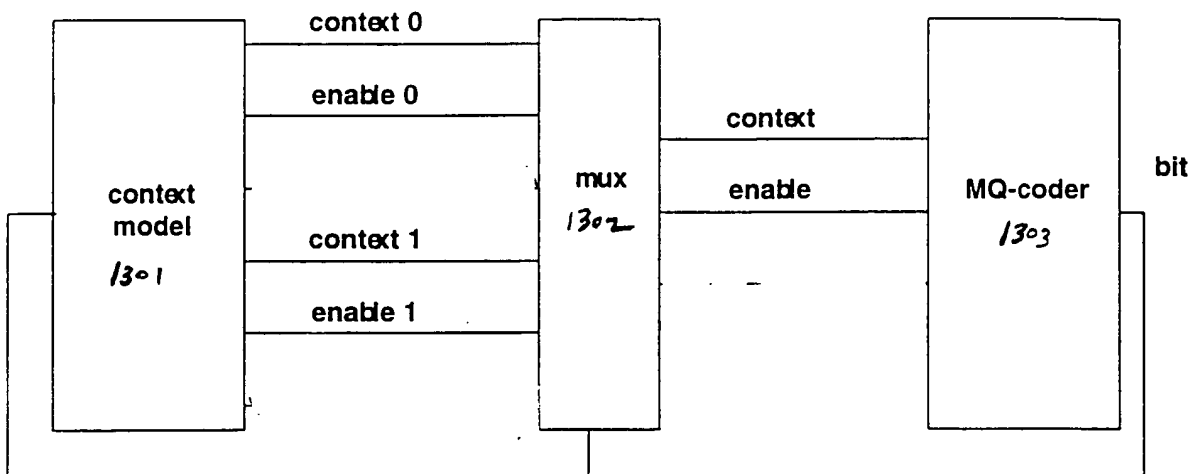 context 0
enable 0
context
model
1301
context 1
enable 1
mux
1302
context
enable
MQ-coder
1303
bit